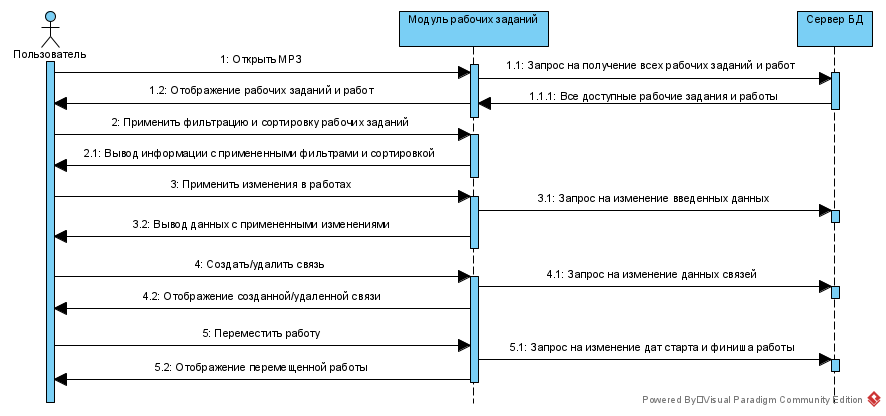 Пользователь
Модуль рабочих заданий
Сервер БД
1: Открыть МРЗ
1.1: Запрос на получение всех рабочих заданий и работ
1.1.1: Все доступные рабочие задания и работы
1.2: Отображение рабочих заданий и работ
2: Применить фильтрацию и сортировку рабочих заданий
2.1: Вывод информации с примененными фильтрами и сортировкой
3: Применить изменения в работах
3.1: Запрос на изменение введенных данных
3.2: Вывод данных с примененными изменениями
4: Создать/удалить связь
4.1: Запрос на изменение данных связей
4.2: Отображение созданной/удаленной связи
5: Переместить работу
5.1: Запрос на изменение дат старта и финиша работы
5.2: Отображение перемещенной работы
Powered By Visual Paradigm Community Edition